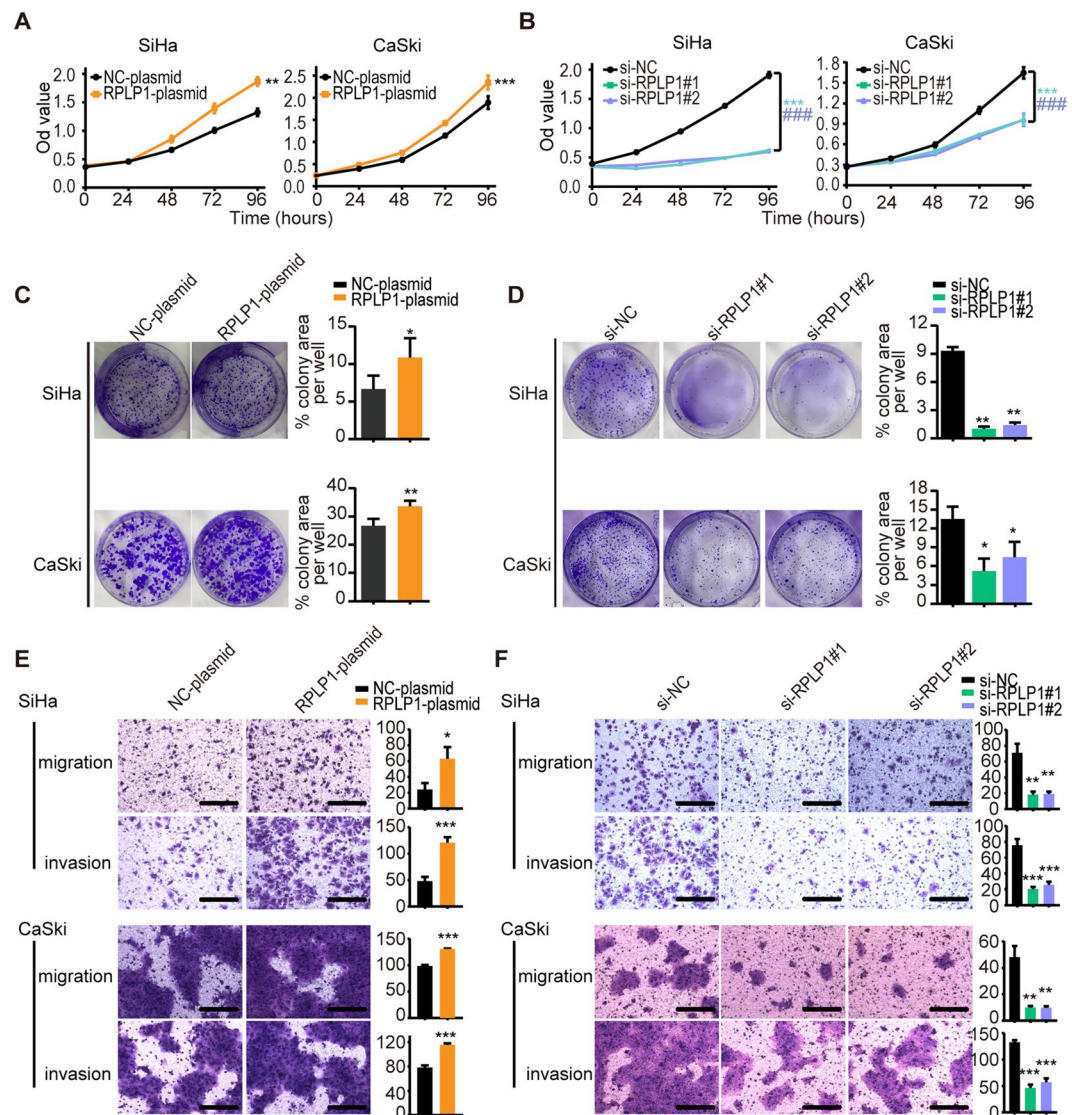 A
SiHa
NC-plasmid
RPLP1-plasmid
Od value
2.0
1.5
1.0
0.5
0.0
**
0 24 48 72 96
CaSki
NC-plasmid
RPLP1-plasmid
2.5
2.0
1.5
1.0
0.5
0.0
***
0 24 48 72 96
Time (hours)
B
SiHa
si-NC
si-RPLP1#1
si-RPLP1#2
Od value
2.0
1.5
1.0
0.5
0.0
***
###
0 24 48 72 96
CaSki
si-NC
si-RPLP1#1
si-RPLP1#2
1.8
1.5
1.2
0.9
0.6
0.3
0.0
***
###
0 24 48 72 96
Time (hours)
C
NC-plasmid
RPLP1-plasmid
NC-plasmid
RPLP1-plasmid
SiHa
% colony area
per well
15
10
5
0
*
CaSki
% colony area
per well
40
30
20
10
0
**
D
si-NC
si-RPLP1#1
si-RPLP1#2
si-NC
si-RPLP1#1
si-RPLP1#2
SiHa
% colony area
per well
12
9
6
3
0
** **
CaSki
% colony area
per well
18
15
12
9
6
3
0
* *
E
SiHa
NC-plasmid
RPLP1-plasmid
NC-plasmid
RPLP1-plasmid
migration
100
80
60
40
20
0
*
invasion
150
100
50
0
***
CaSki
migration
150
100
50
0
***
invasion
160
120
80
40
0
***
F
SiHa
si-NC
si-RPLP1#1
si-RPLP1#2
si-NC
si-RPLP1#1
si-RPLP1#2
migration
100
80
60
40
20
0
** **
invasion
100
80
60
40
20
0
*** ***
CaSki
migration
60
40
20
0
** **
invasion
150
100
50
0
*** ***